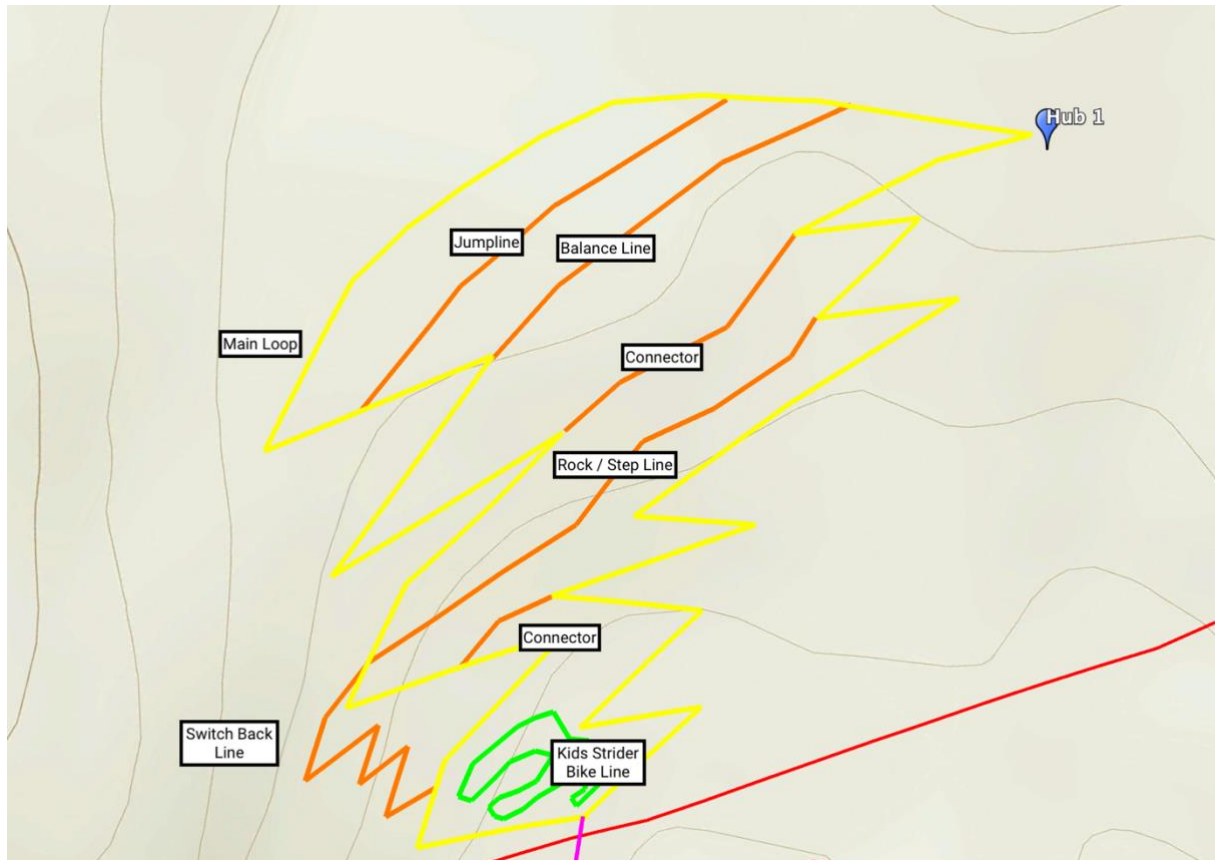 Hub 1
Jumpline
Balance Line
Main Loop
Connector
Rock / Step Line
Connector
Switch Back
Line
Kids Strider
Bike Line